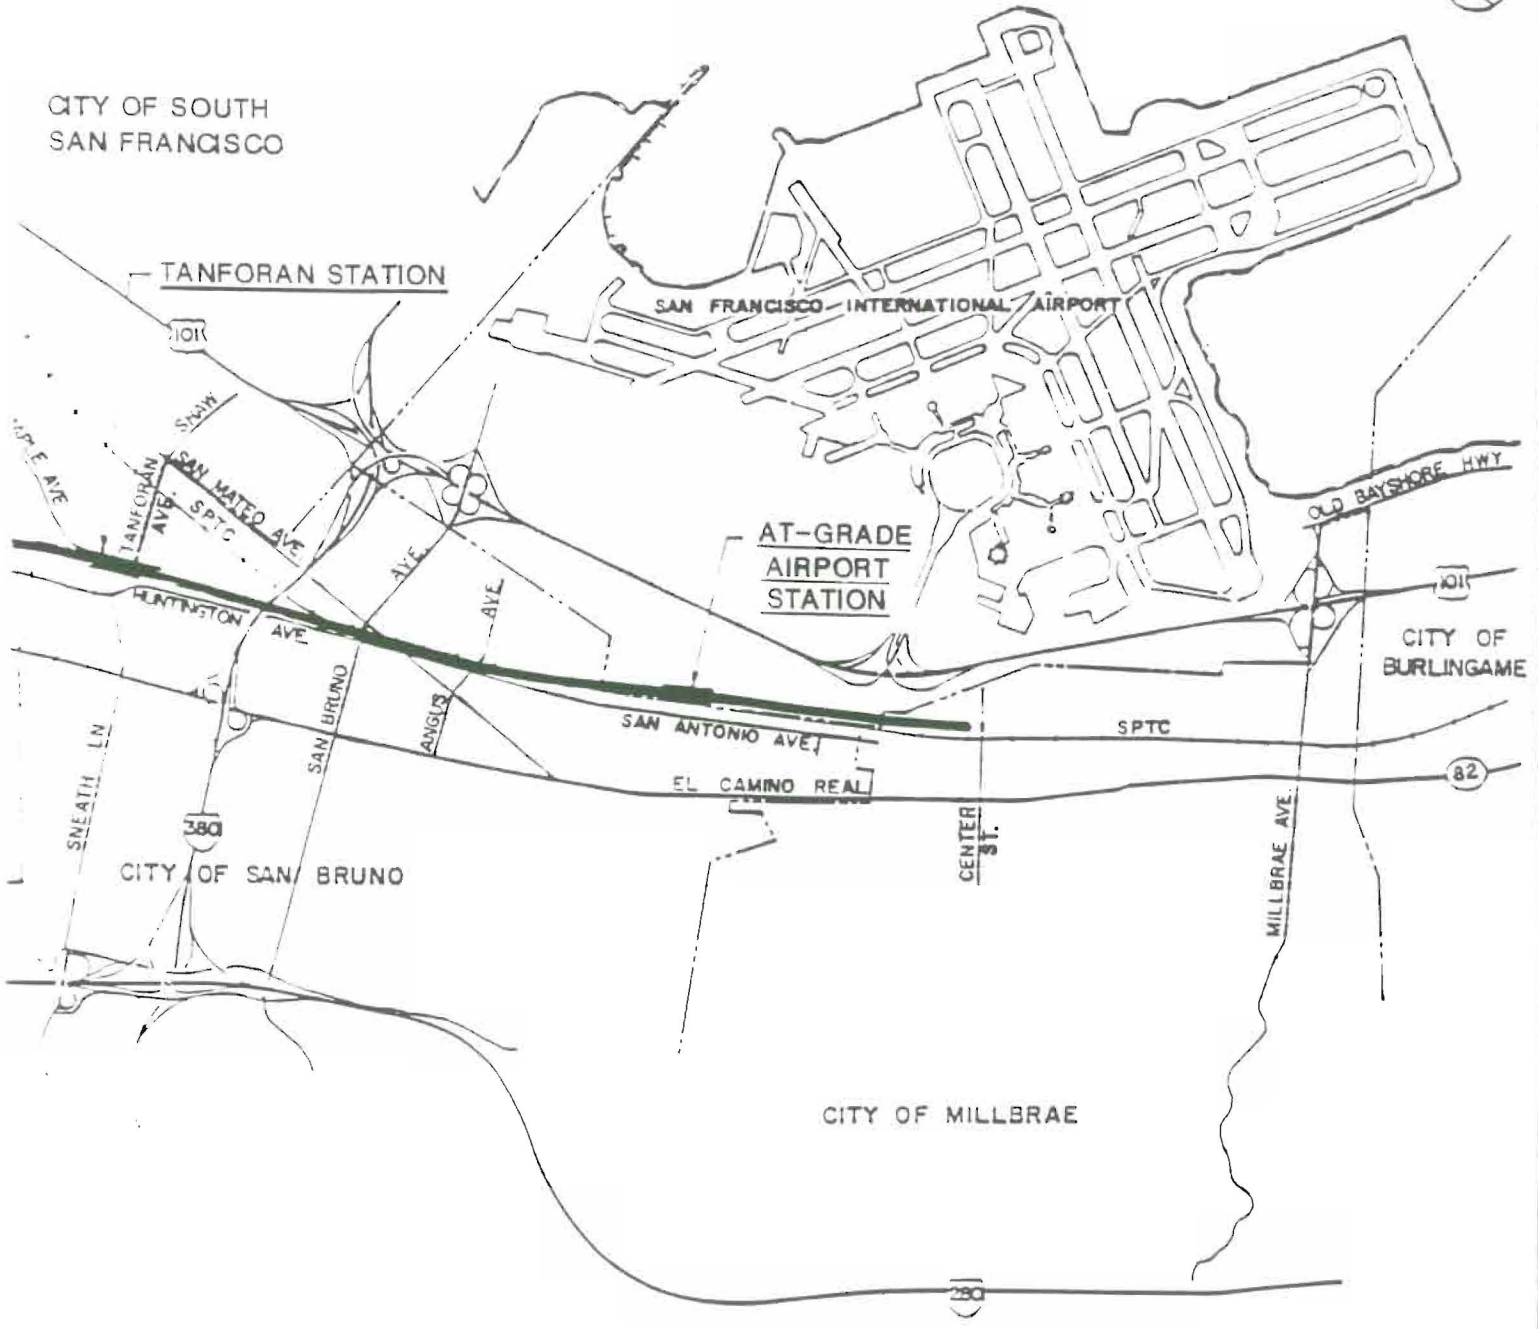 CITY OF SOUTH
SAN FRANCISCO
TANFORAN STATION
101
SAN FRANCISCO INTERNATIONAL AIRPORT
SHAW
AVE
TANFORAN
AVE.
SAN MATEO AVE
SPTC
OLD BAYSHORE HWY
AT-GRADE
AIRPORT
STATION
AVE.
AVE.
101
HUNTINGTON AVE
CITY OF
BURLINGAME
SAN BRUNO
ANGUS
SAN ANTONIO AVE
SPTC
EL CAMINO REAL
82
SNEATH LN
380
CENTER
ST.
MILLBRAE AVE
CITY OF SAN BRUNO
CITY OF MILLBRAE
280